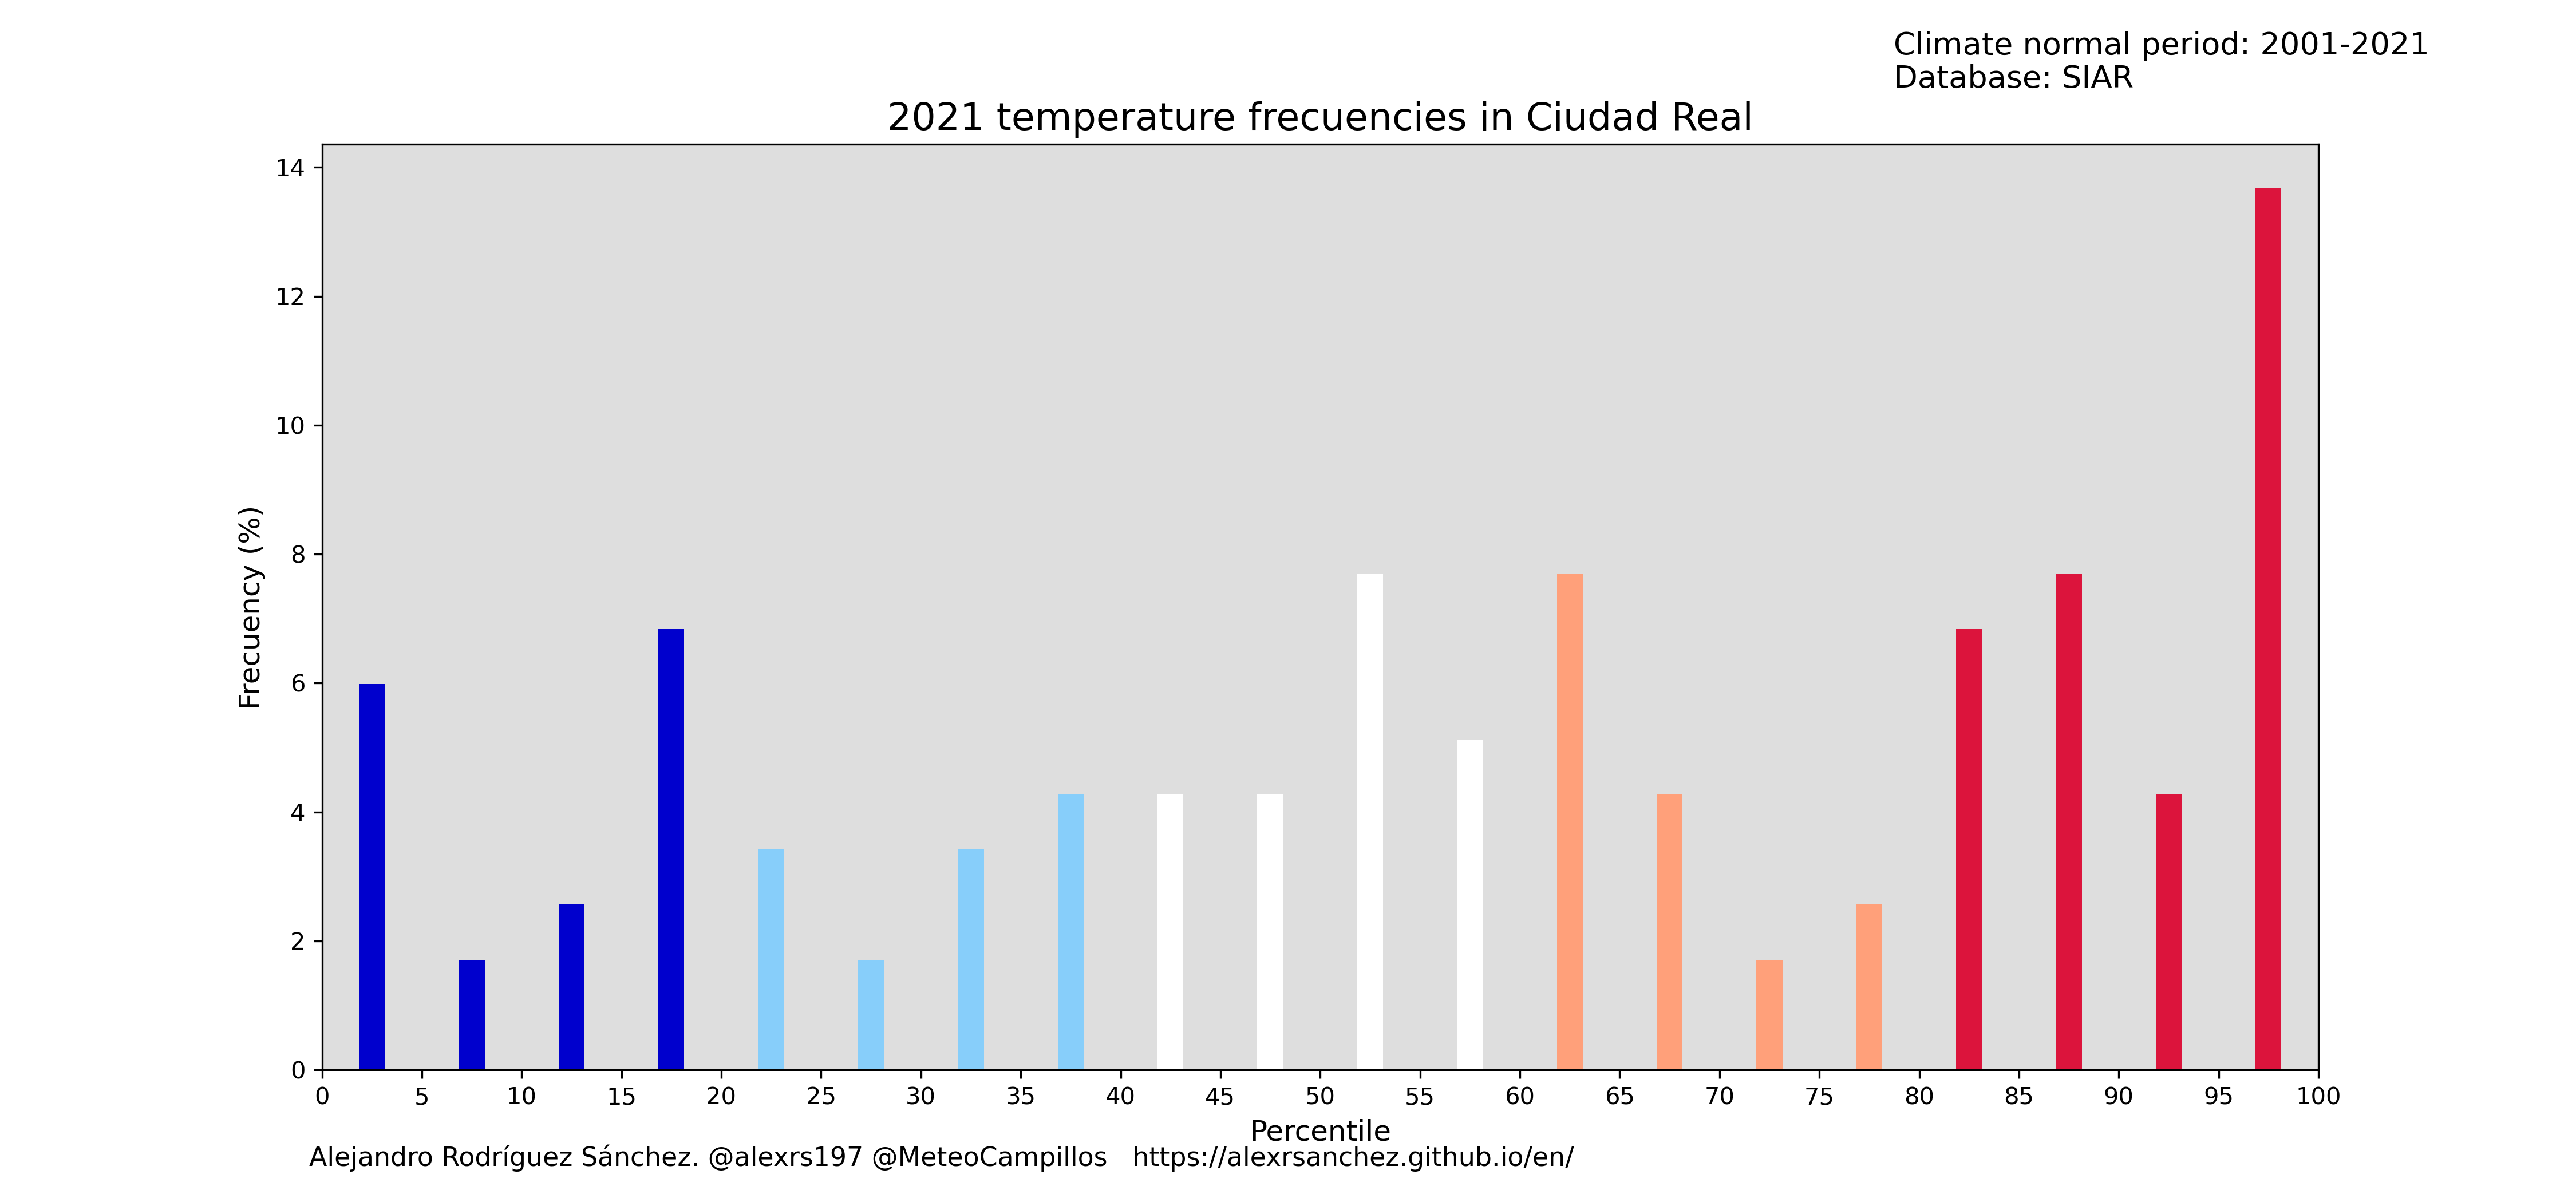 Climate normal period: 2001-2021
Database: SIAR
2021 temperature frecuencies in Ciudad Real
14
12
10
8
6
4
2
0
Frecuency (%)
0 5 10 15 20 25 30 35 40 45 50 55 60 65 70 75 80 85 90 95 100
Percentile
Alejandro Rodríguez Sánchez. @alexrs197 @MeteoCampillos https://alexrsanchez.github.io/en/